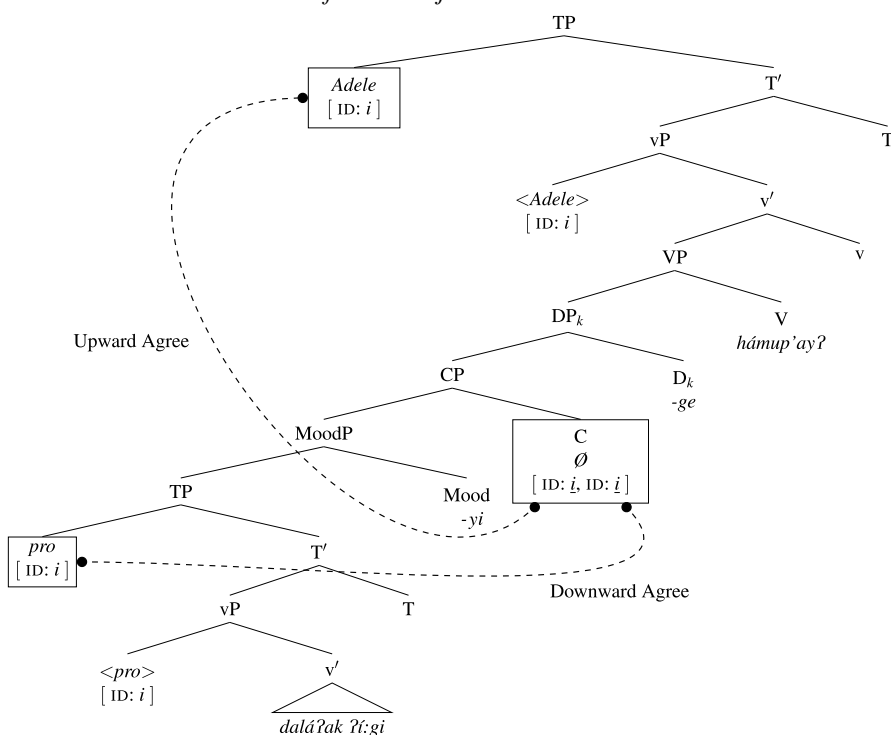 TP
Adele
[ ID: i ]
T′
vP
T
<Adele>
[ ID: i ]
v′
VP
v
DPk
V
hámup’ayʔ
Upward Agree
CP
Dk
-ge
MoodP
C
Ø
[ ID: i, ID: i ]
TP
Mood
-yi
pro
[ ID: i ]
T′
Downward Agree
vP
T
<pro>
[ ID: i ]
v′
daláʔak ʔí:gi